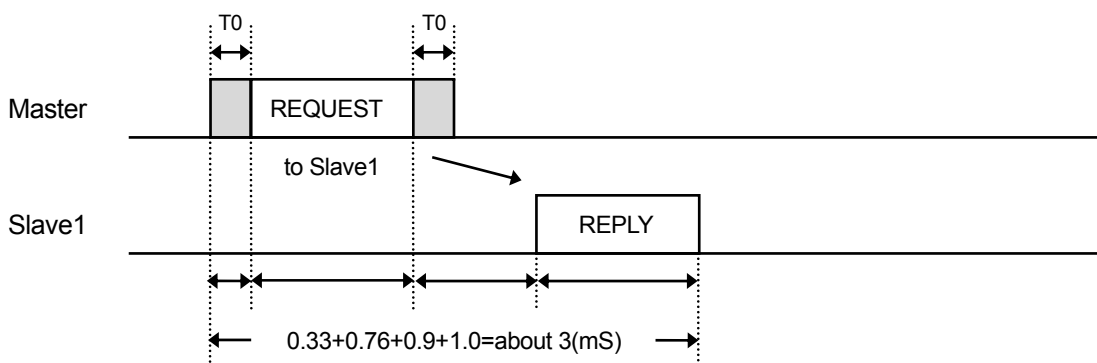 T0 T0
Master REQUEST
to Slave1
Slave1 REPLY
0.33+0.76+0.9+1.0=about 3(mS)